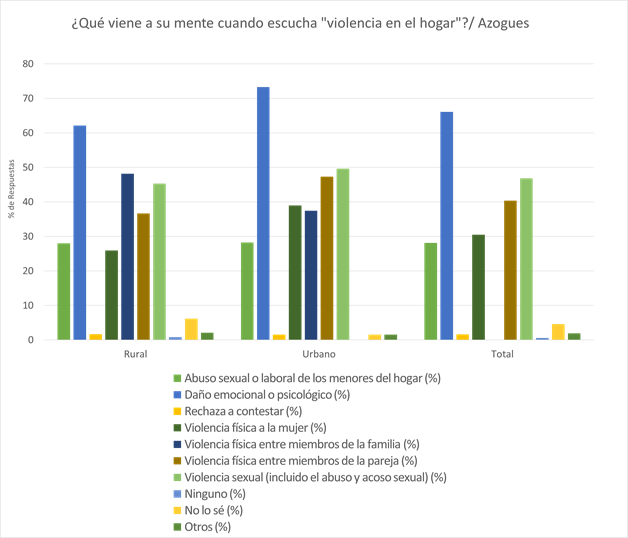 ¿Qué viene a su mente cuando escucha "violencia en el hogar"?/ Azogues
80
70
60
50
40
30
20
10
0
% de Respuestas
Rural
Urbano
Total
Abuso sexual o laboral de los menores del hogar (%)
Daño emocional o psicológico (%)
Rechaza a contestar (%)
Violencia física a la mujer (%)
Violencia física entre miembros de la familia (%)
Violencia física entre miembros de la pareja (%)
Violencia sexual (incluido el abuso y acoso sexual) (%)
Ninguno (%)
No lo sé (%)
Otros (%)